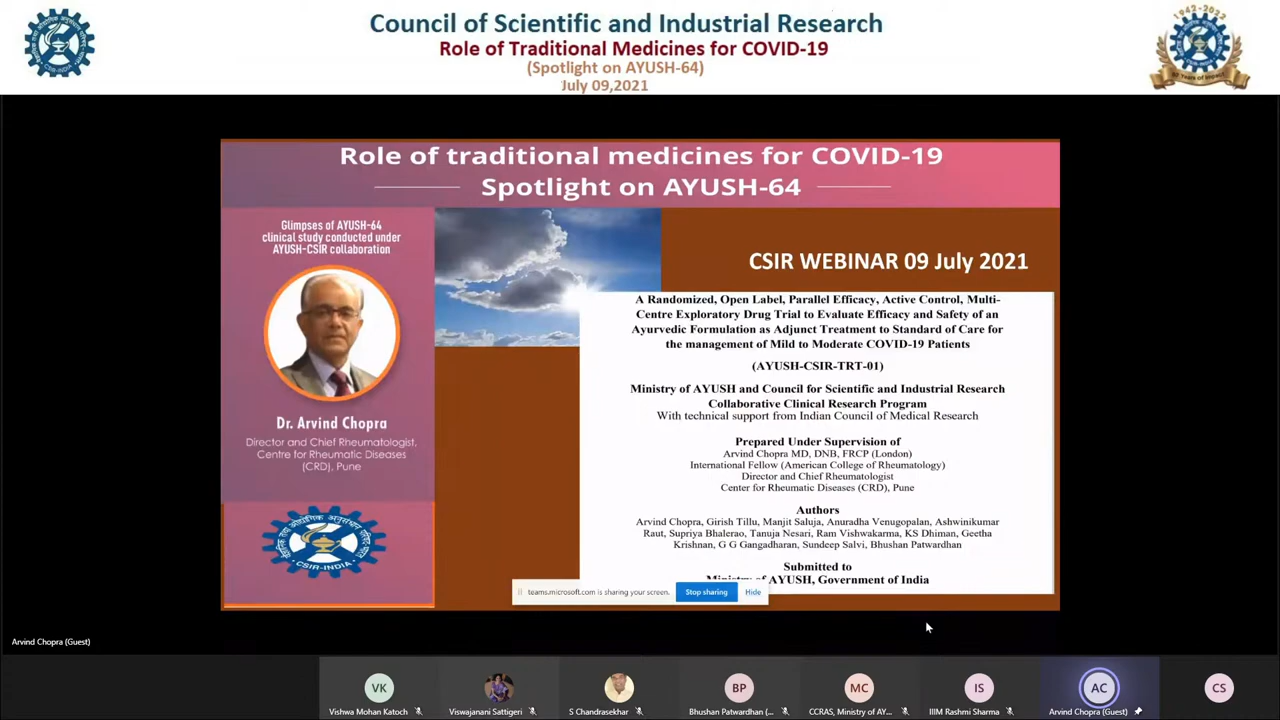 Council of Scientific and Industrial Research
Role of Traditional Medicines for COVID-19
(Spotlight on AYUSH-64)
July 09,2021
CSIR-INDIA
1942-2022
Role of traditional medicines for COVID-19
Spotlight on AYUSH-64
Glimpses of AYUSH-64
clinical study conducted under
AYUSH-CSIR collaboration
Dr. Arvind Chopra
Director and Chief Rheumatologist,
Centre for Rheumatic Diseases
(CRD), Pune
CSIR-INDIA
CSIR WEBINAR 09 July 2021
A Randomized, Open Label, Parallel Efficacy, Active Control, Multi-
Centre Exploratory Drug Trial to Evaluate Efficacy and Safety of an
Ayurvedic Formulation as Adjunct Treatment to Standard of Care for
the management of Mild to Moderate COVID-19 Patients
(AYUSH-CSIR-TRT-01)
Ministry of AYUSH and Council for Scientific and Industrial Research
Collaborative Clinical Research Program
With technical support from Indian Council of Medical Research
Prepared Under Supervision of
Arvind Chopra MD, DNB, FRCP (London)
International Fellow (American College of Rheumatology)
Director and Chief Rheumatologist
Center for Rheumatic Diseases (CRD), Pune
Authors
Arvind Chopra, Girish Tillu, Manjit Saluja, Anuradha Venugopalan, Ashwinikumar
Raut, Supriya Bhalerao, Tanuja Nesari, Ram Vishwakarma, KS Dhiman, Geetha
Krishnan, G G Gangadharan, Sundeep Salvi, Bhushan Patwardhan
Submitted to
Ministry of AYUSH, Government of India
teams.microsoft.com is sharing your screen.
Stop sharing
Hide
Arvind Chopra (Guest)
VK
BP
MC
IS
AC
CS
Vishwa Mohan Katoch
Viswajanani Sattigeri
S Chandrasekhar
Bhushan Patwardhan (...
CCRAS, Ministry of AY...
IIIM Rashmi Sharma
Arvind Chopra (Guest)